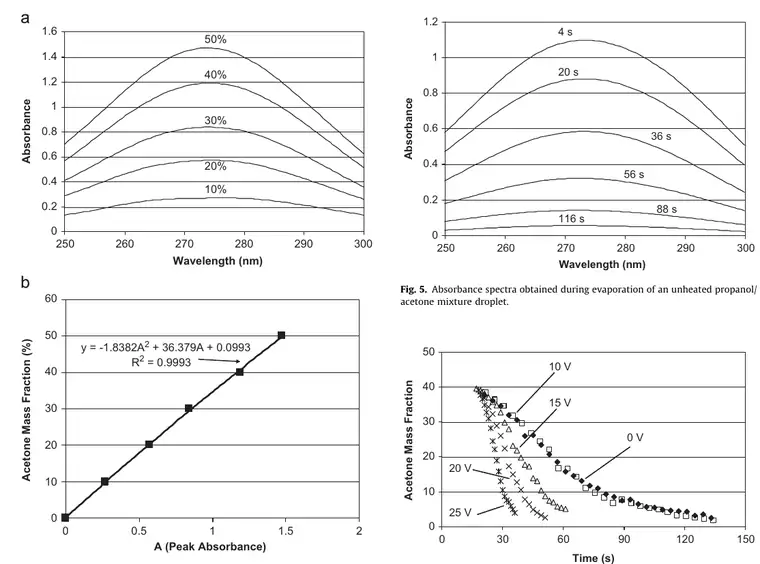 a
1.6
1.4
1.2
1
0.8
0.6
0.4
0.2
0
Absorbance
50%
40%
30%
20%
10%
250 260 270 280 290 300
Wavelength (nm)
1.2
1
0.8
0.6
0.4
0.2
0
Absorbance
4 s
20 s
36 s
56 s
88 s
116 s
250 260 270 280 290 300
Wavelength (nm)
Fig. 5. Absorbance spectra obtained during evaporation of an unheated propanol/
acetone mixture droplet.
b
60
50
40
30
20
10
0
Acetone Mass Fraction (%)
y = -1.8382A² + 36.379A + 0.0993
R² = 0.9993
0 0.5 1 1.5 2
A (Peak Absorbance)
50
40
30
20
10
0
Acetone Mass Fraction
10 V
15 V
0 V
20 V
25 V
0 30 60 90 120 150
Time (s)